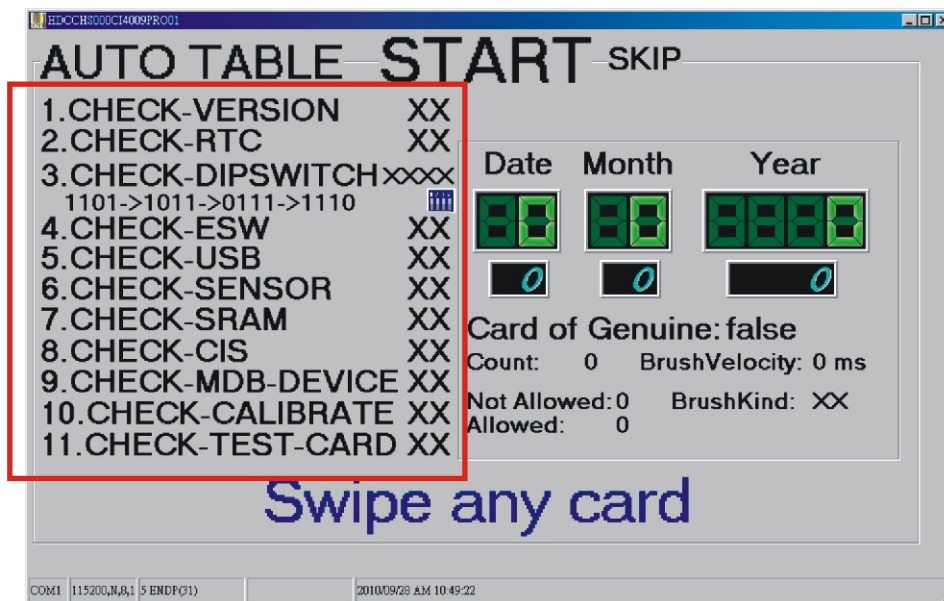 HDCCHS000CI4009PRO01
AUTO TABLE START SKIP
1.CHECK-VERSION XX
2.CHECK-RTC XX
3.CHECK-DIPSWITCH XXXX
1101->1011->0111->1110
4.CHECK-ESW XX
5.CHECK-USB XX
6.CHECK-SENSOR XX
7.CHECK-SRAM XX
8.CHECK-CIS XX
9.CHECK-MDB-DEVICE XX
10.CHECK-CALIBRATE XX
11.CHECK-TEST-CARD XX
Date Month Year
0 0 0
Card of Genuine: false
Count: 0 BrushVelocity: 0 ms
Not Allowed: 0 BrushKind: XX
Allowed: 0
Swipe any card
COM1 115200,N,8,1 5 ENDP(31) 2010/09/28 AM 10:49:22